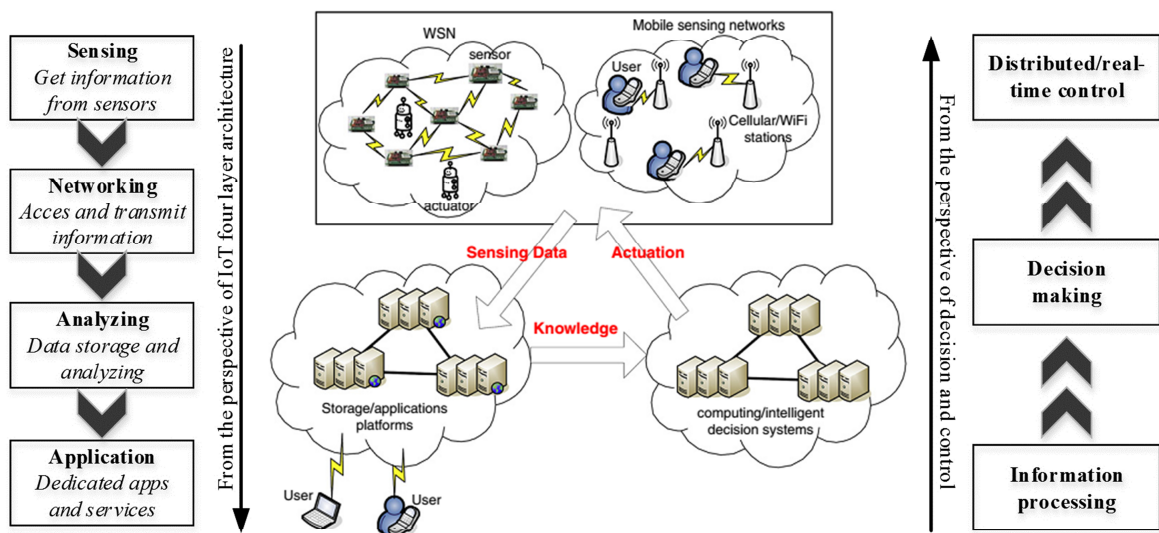 Sensing
Get information
from sensors
Networking
Acces and transmit
information
Analyzing
Data storage and
analyzing
Application
Dedicated apps
and services
From the perspective of IoT four layer architecture
WSN
sensor
actuator
Mobile sensing networks
User
Cellular/WiFi
stations
Sensing Data
Actuation
Knowledge
Storage/applications
platforms
computing/intelligent
decision systems
User
User
From the perspective of decision and control
Distributed/real-
time control
Decision
making
Information
processing